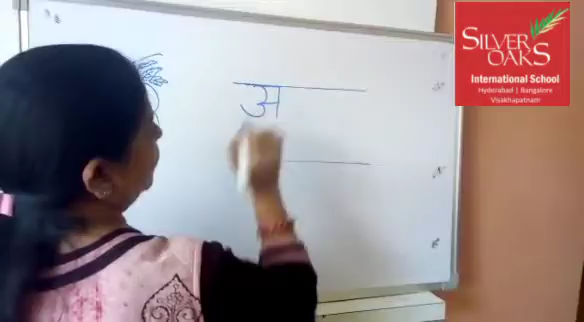 अ
SILVER
OAKS
International School
Hyderabad | Bangalore
Visakhapatnam